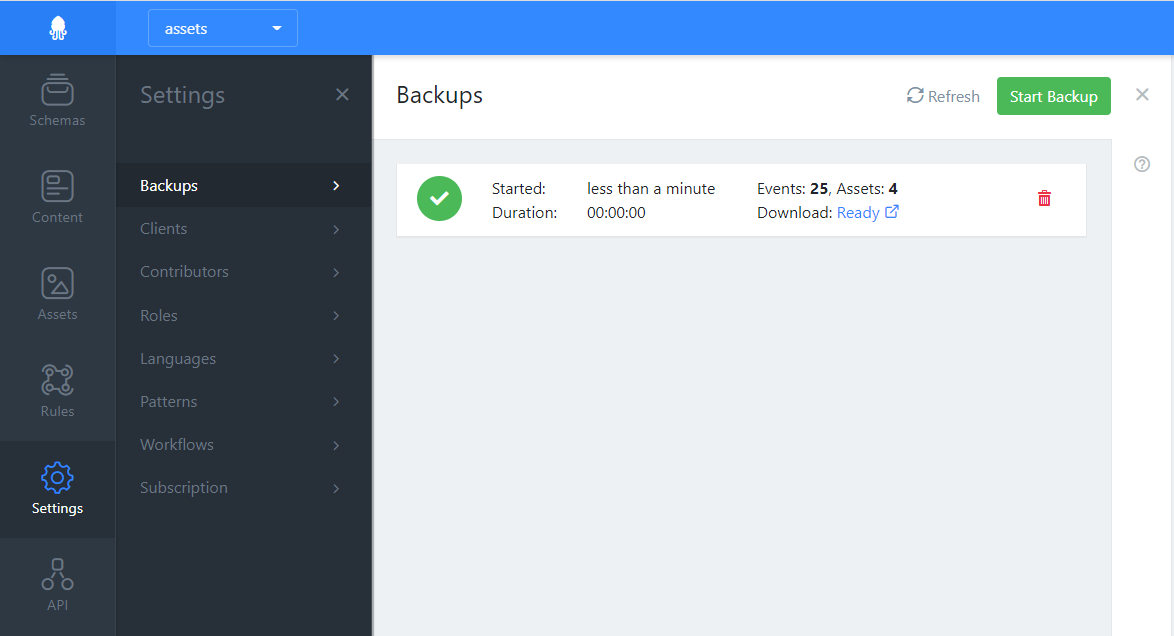 assets
Schemas
Content
Assets
Rules
Settings
API
Settings
Backups
Clients
Contributors
Roles
Languages
Patterns
Workflows
Subscription
Backups
Refresh
Start Backup
Started: less than a minute Events: 25, Assets: 4
Duration: 00:00:00 Download: Ready